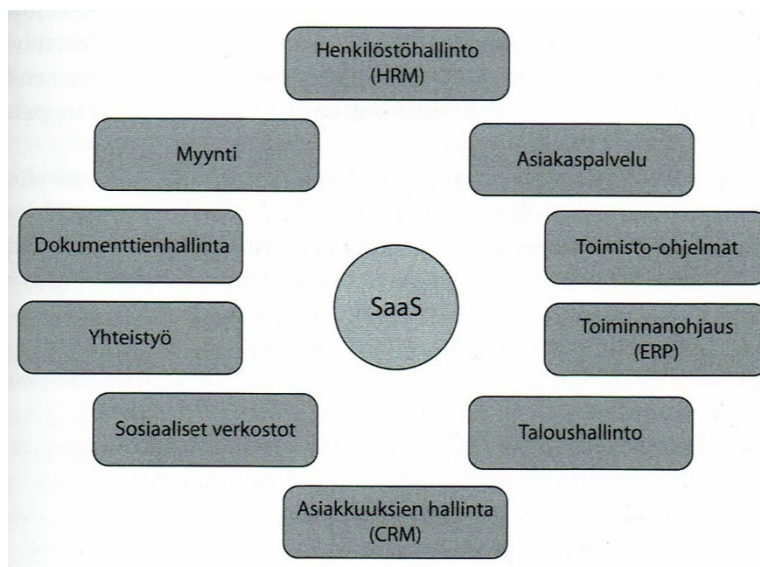 Henkilöstöhallinto
(HRM)
Myynti
Asiakaspalvelu
Dokumenttienhallinta
Toimisto-ohjelmat
SaaS
Yhteistyö
Toiminnanohjaus
(ERP)
Sosiaaliset verkostot
Taloushallinto
Asiakkuuksien hallinta
(CRM)